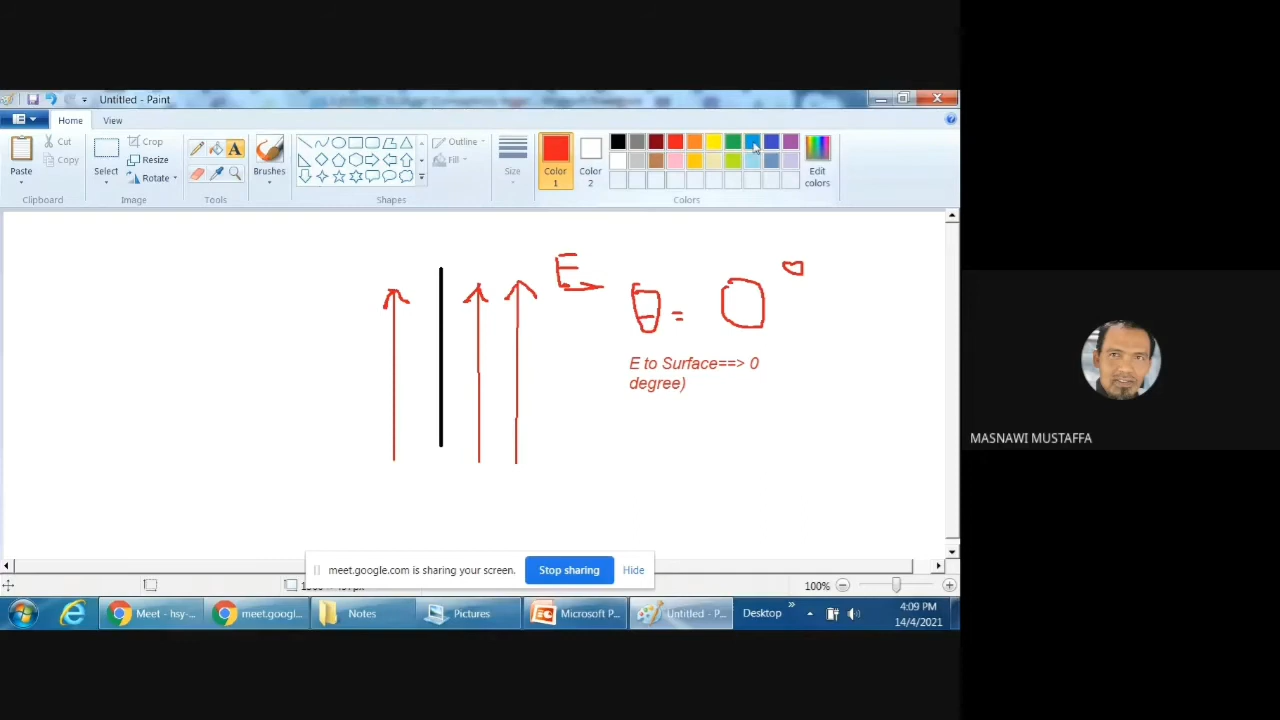 Untitled - Paint
Home
View
Paste
Cut
Copy
Clipboard
Select
Crop
Resize
Rotate
Image
Tools
Brushes
Shapes
Outline
Fill
Size
Color
1
Color
2
Colors
Edit
colors
E
θ = 0°
E to Surface==> 0
degree)
MASNAWI MUSTAFFA
meet.google.com is sharing your screen.
Stop sharing
Hide
100%
Meet - hsy-...
meet.googl...
Notes
Pictures
Microsoft P...
Untitled - P...
Desktop
4:09 PM
14/4/2021